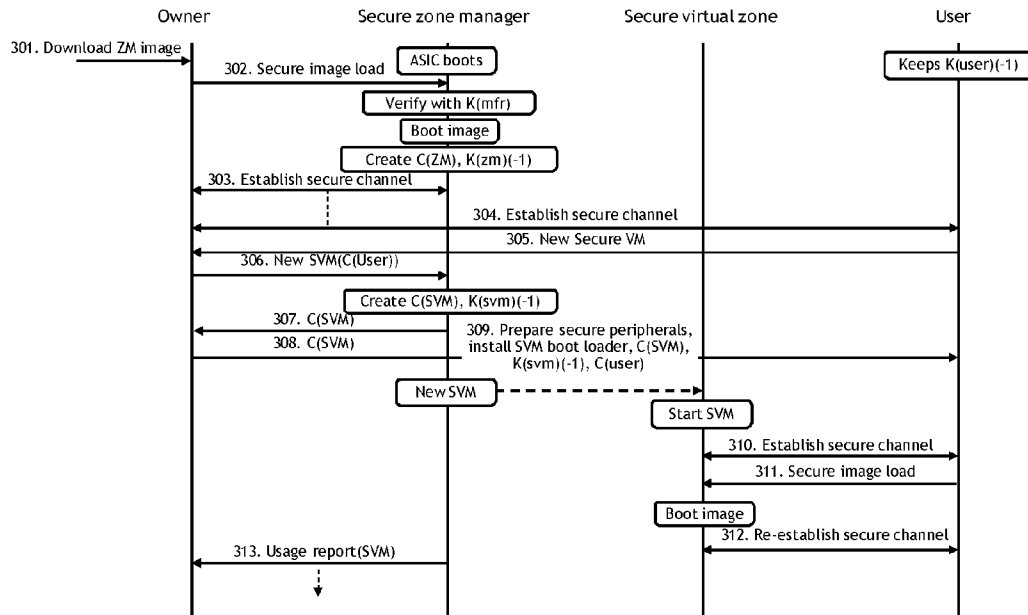 Owner
Secure zone manager
Secure virtual zone
User
301. Download ZM image
ASIC boots
Keeps K(user)(-1)
302. Secure image load
Verify with K(mfr)
Boot image
Create C(ZM), K(zm)(-1)
303. Establish secure channel
304. Establish secure channel
305. New Secure VM
306. New SVM(C(User))
Create C(SVM), K(svm)(-1)
307. C(SVM)
309. Prepare secure peripherals,
install SVM boot loader, C(SVM),
K(svm)(-1), C(user)
308. C(SVM)
New SVM
Start SVM
310. Establish secure channel
311. Secure image load
Boot image
312. Re-establish secure channel
313. Usage report(SVM)